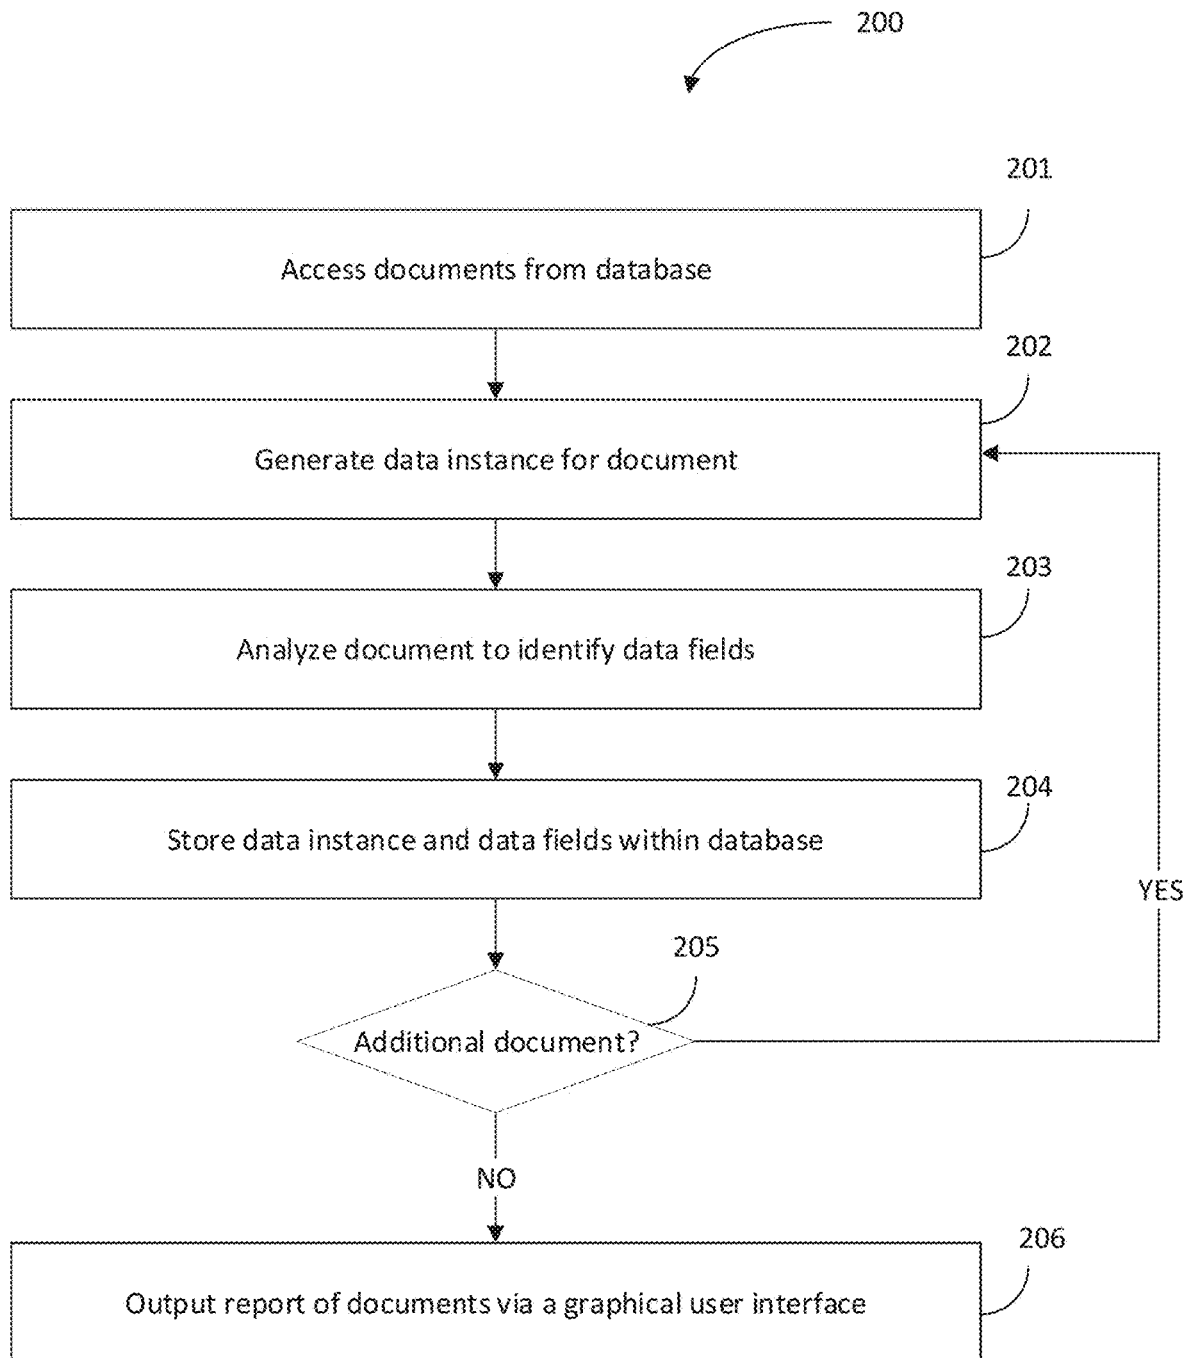 200
201
Access documents from database
202
Generate data instance for document
203
Analyze document to identify data fields
204
Store data instance and data fields within database
YES
205
Additional document?
NO
206
Output report of documents via a graphical user interface